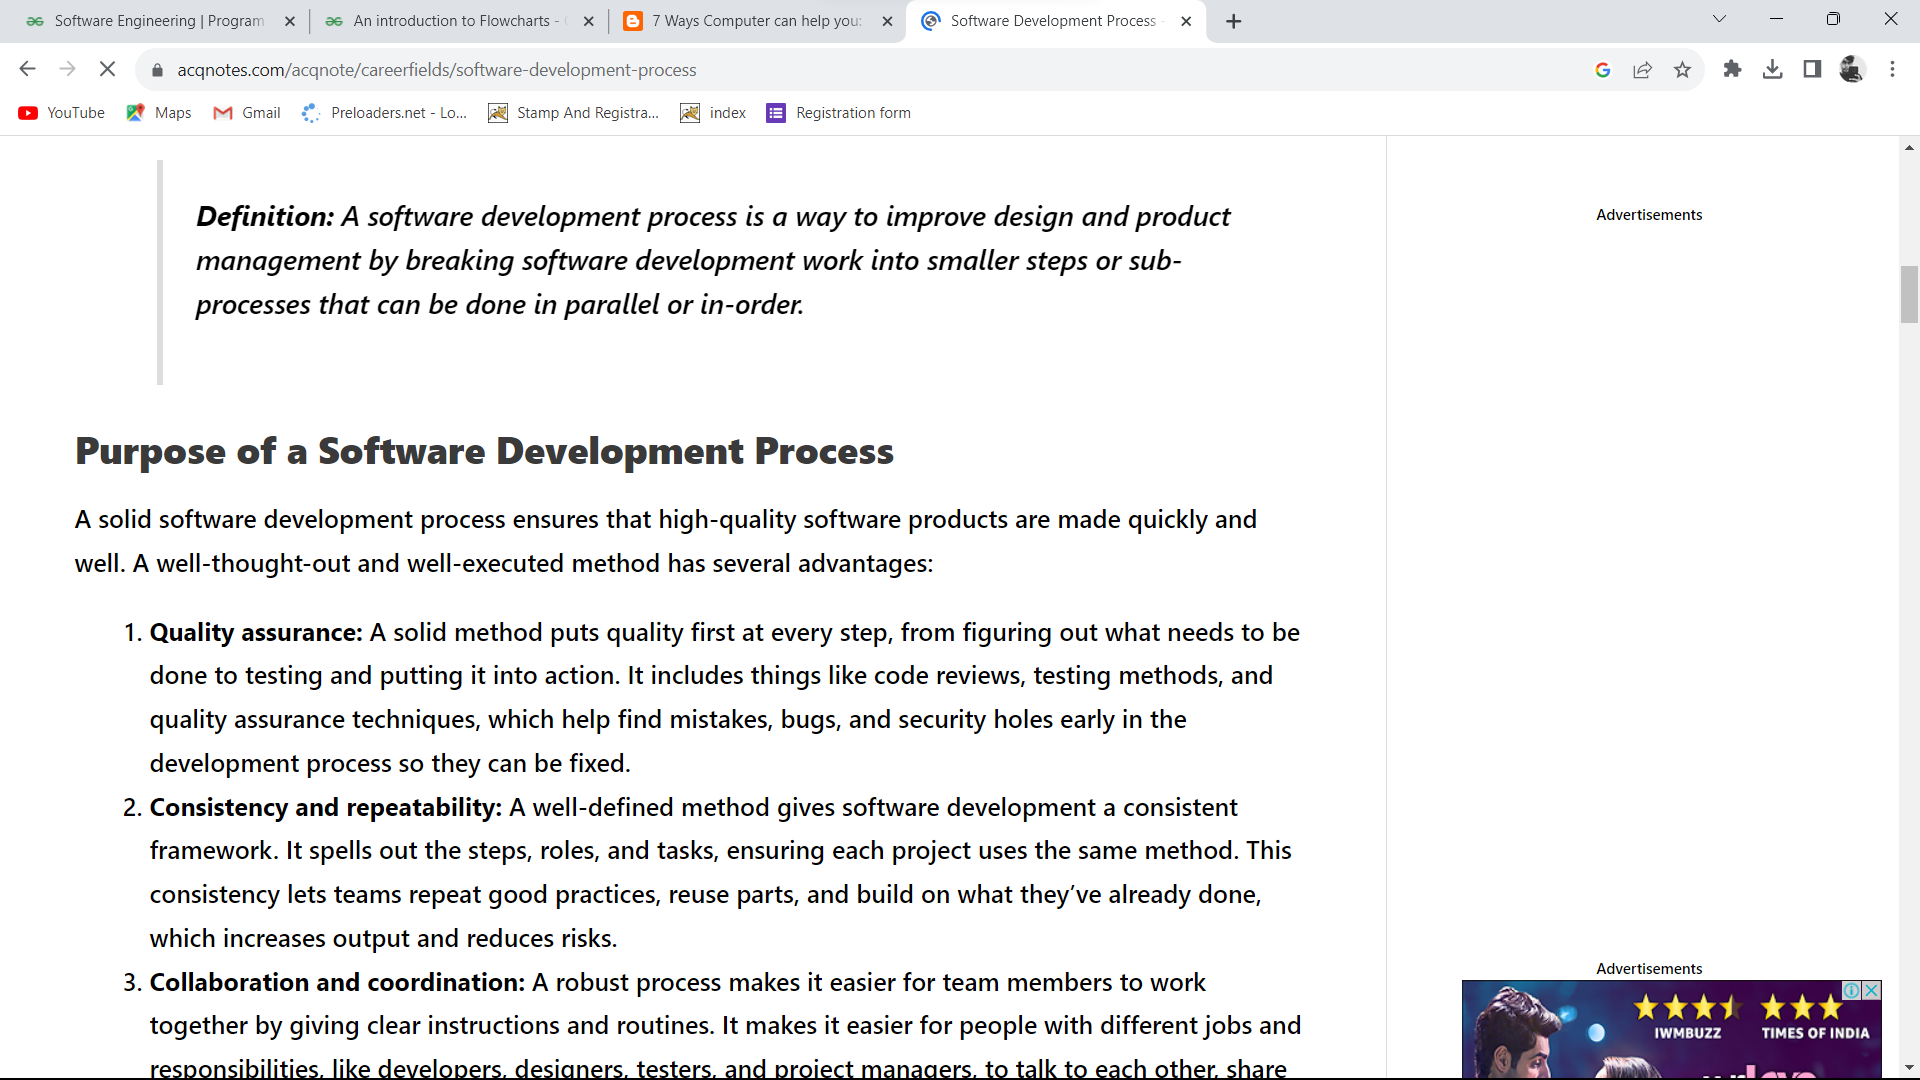 Software Engineering | Program
An introduction to Flowcharts -
7 Ways Computer can help you:
Software Development Process -
acqnotes.com/acqnote/careerfields/software-development-process
YouTube
Maps
Gmail
Preloaders.net - Lo...
Stamp And Registra...
index
Registration form
Definition: A software development process is a way to improve design and product
management by breaking software development work into smaller steps or sub-
processes that can be done in parallel or in-order.
Advertisements
Purpose of a Software Development Process
A solid software development process ensures that high-quality software products are made quickly and
well. A well-thought-out and well-executed method has several advantages:
1. Quality assurance: A solid method puts quality first at every step, from figuring out what needs to be
done to testing and putting it into action. It includes things like code reviews, testing methods, and
quality assurance techniques, which help find mistakes, bugs, and security holes early in the
development process so they can be fixed.
2. Consistency and repeatability: A well-defined method gives software development a consistent
framework. It spells out the steps, roles, and tasks, ensuring each project uses the same method. This
consistency lets teams repeat good practices, reuse parts, and build on what they’ve already done,
which increases output and reduces risks.
3. Collaboration and coordination: A robust process makes it easier for team members to work
together by giving clear instructions and routines. It makes it easier for people with different jobs and
responsibilities, like developers, designers, testers, and project managers, to talk to each other, share
Advertisements
IWMBUZZ
TIMES OF INDIA